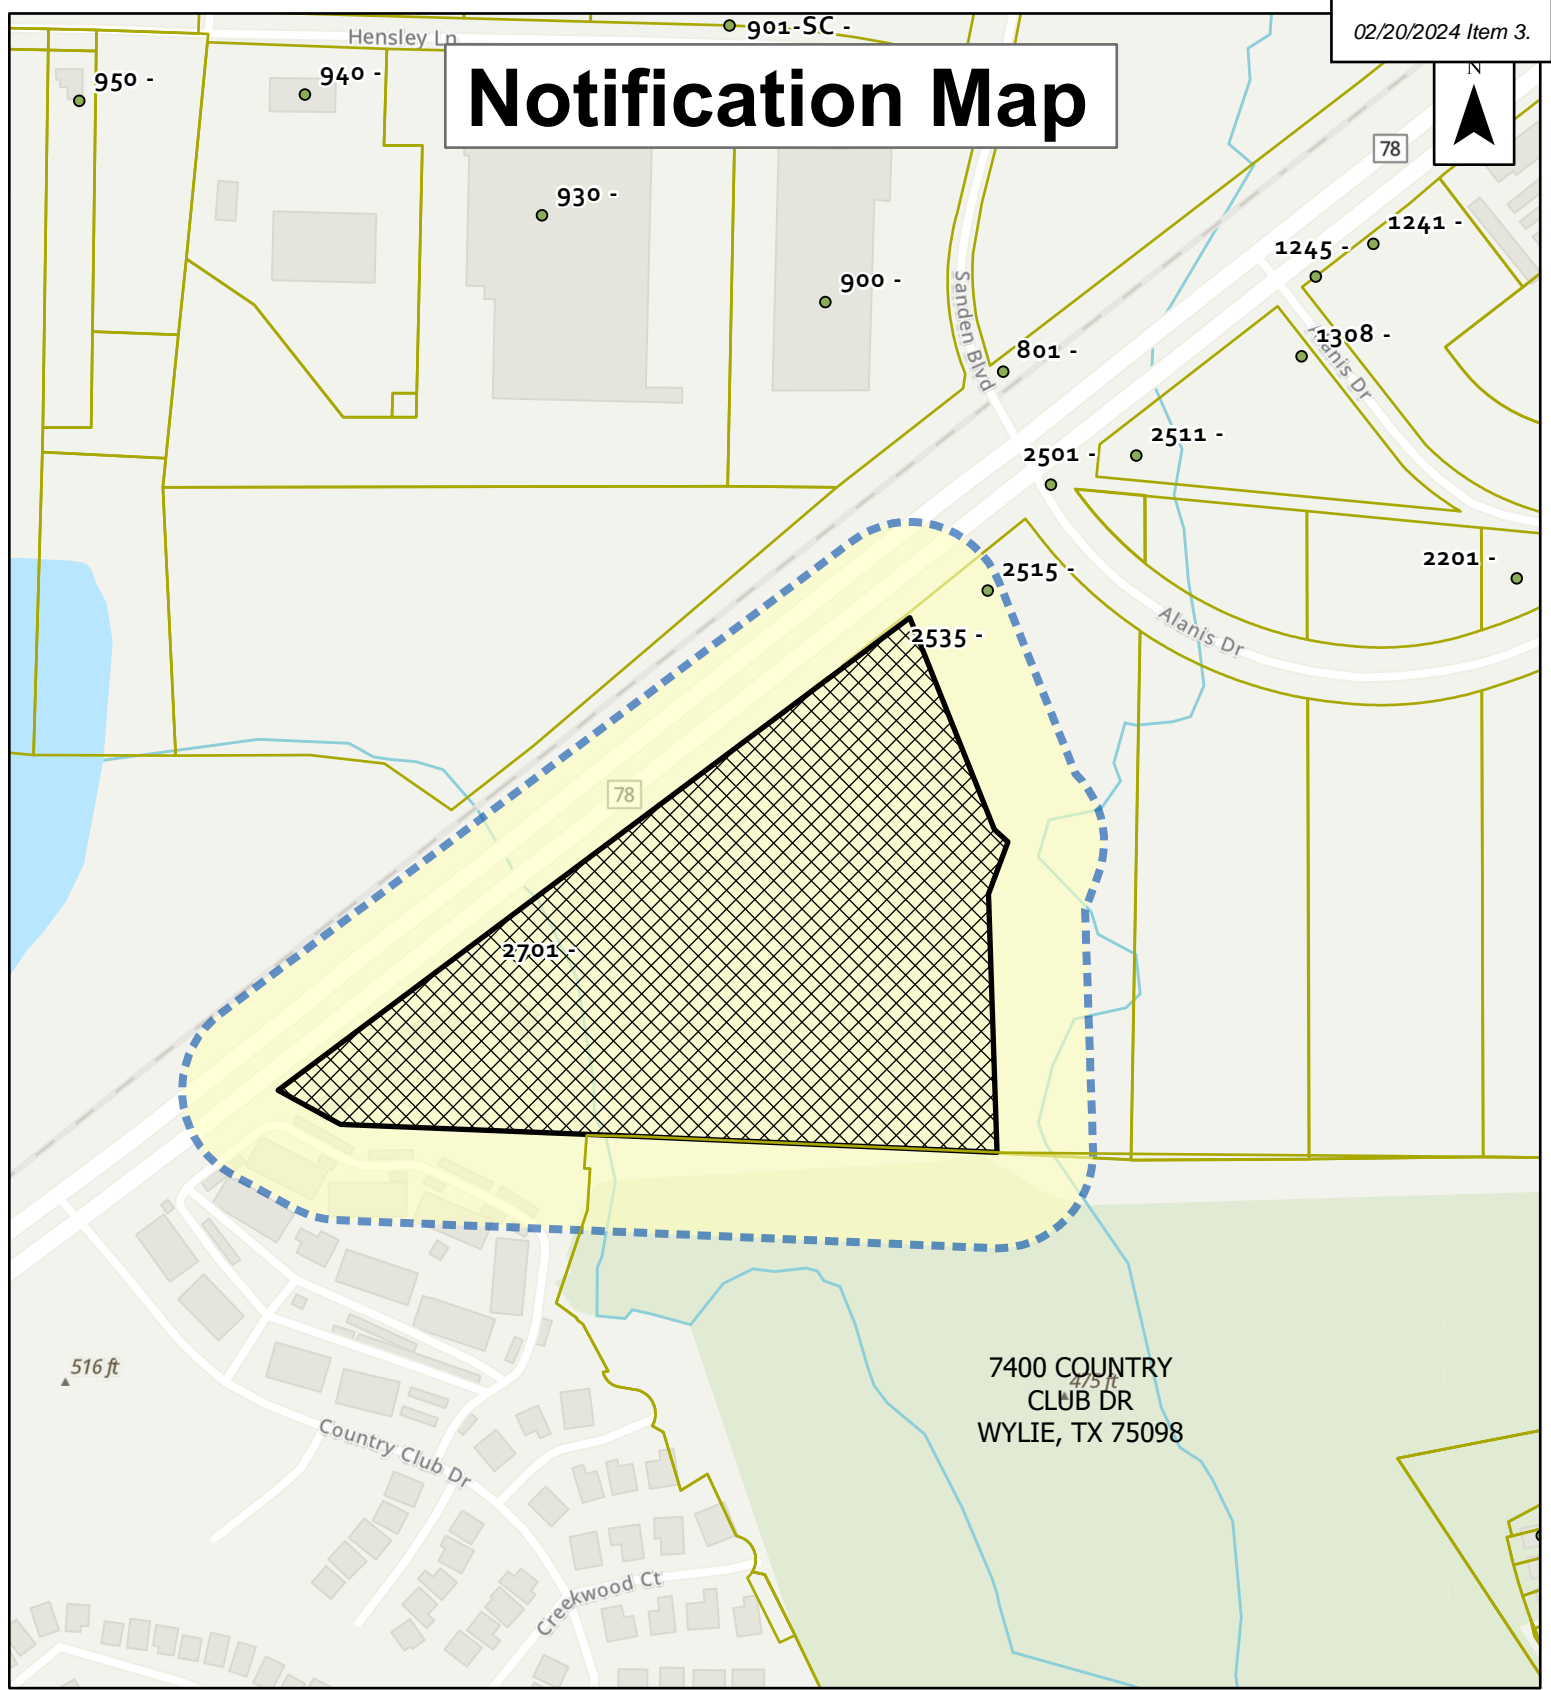 02/20/2024 Item 3.
Hensley Ln
901-SC -
Notification Map
N
950 -
940 -
78
930 -
1241 -
1245 -
900 -
Sanden Blvd
801 -
1308 -
Alanis Dr
2511 -
2501 -
2201 -
2515 -
Alanis Dr
2535 -
78
2701 -
516 ft
7400 COUNTRY
475 ft
CLUB DR
WYLIE, TX 75098
Country Club Dr
Creekwood Ct